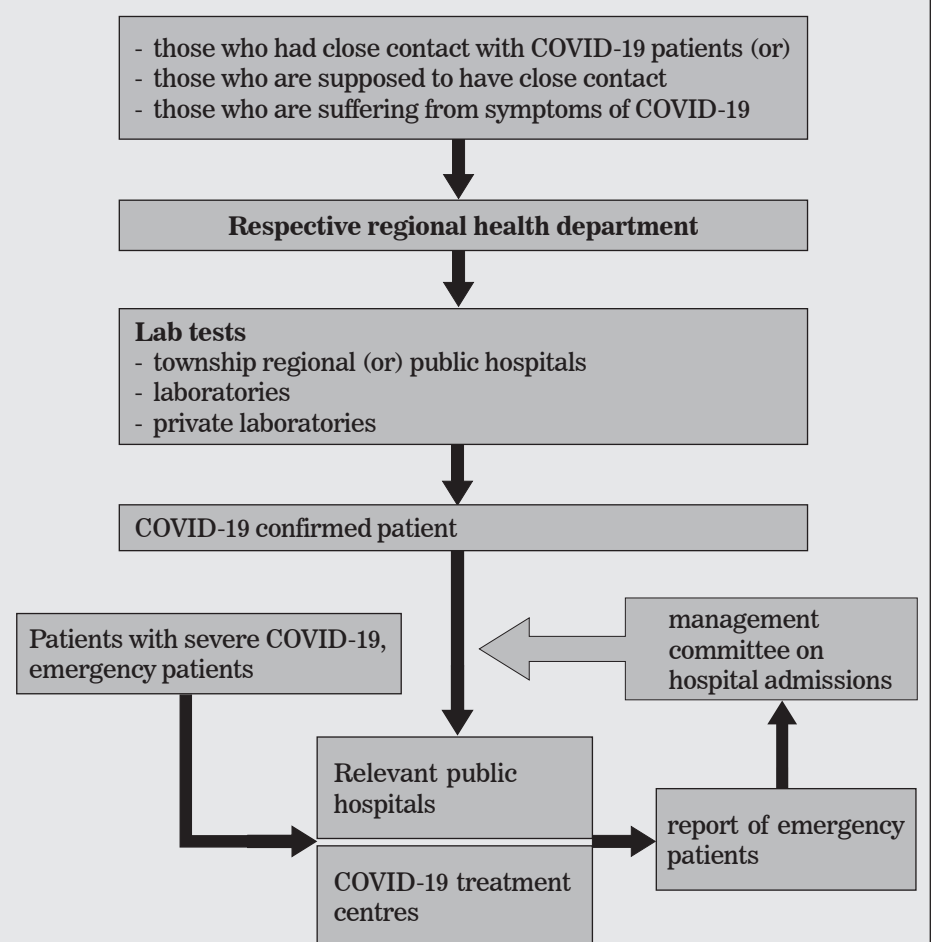 - those who had close contact with COVID-19 patients (or)
- those who are supposed to have close contact
- those who are suffering from symptoms of COVID-19
Respective regional health department
Lab tests
- township regional (or) public hospitals
- laboratories
- private laboratories
COVID-19 confirmed patient
Patients with severe COVID-19,
emergency patients
management
committee on
hospital admissions
Relevant public
hospitals
report of emergency
patients
COVID-19 treatment
centres